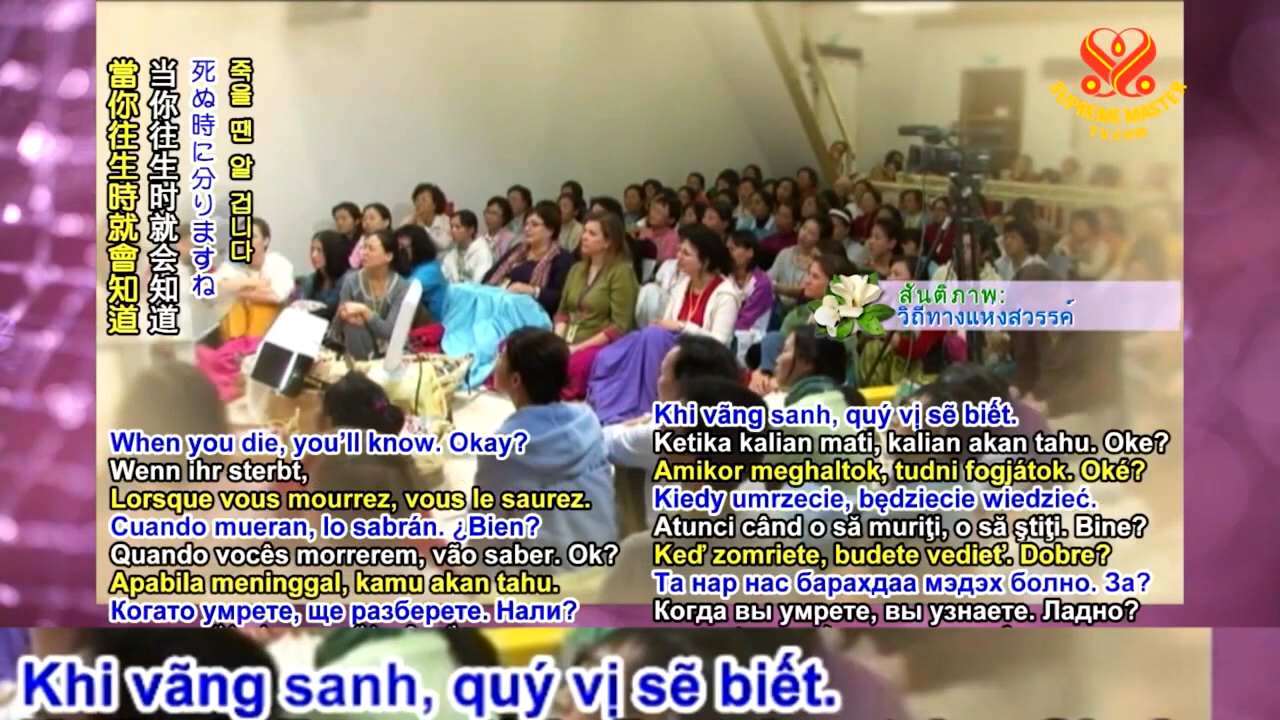 當你往生時就會知道
当你往生时就会知道
死ぬ時に分りますね
죽을 땐 알 겁니다
SUPREME MASTER
TV.com
สันติภาพ:
วิถีทางแห่งสวรรค์
When you die, you’ll know. Okay?
Wenn ihr sterbt,
Lorsque vous mourrez, vous le saurez.
Cuando mueran, lo sabrán. ¿Bien?
Quando vocês morrerem, vão saber. Ok?
Apabila meninggal, kamu akan tahu.
Когато умрете, ще разберете. Нали?
Khi vãng sanh, quý vị sẽ biết.
Ketika kalian mati, kalian akan tahu. Oke?
Amikor meghaltok, tudni fogjátok. Oké?
Kiedy umrzecie, będziecie wiedzieć.
Atunci când o să muriţi, o să ştiţi. Bine?
Keď zomriete, budete vedieť. Dobre?
Та нар нас барахдаа мэдэх болно. За?
Когда вы умрете, вы узнаете. Ладно?
Khi vãng sanh, quý vị sẽ biết.